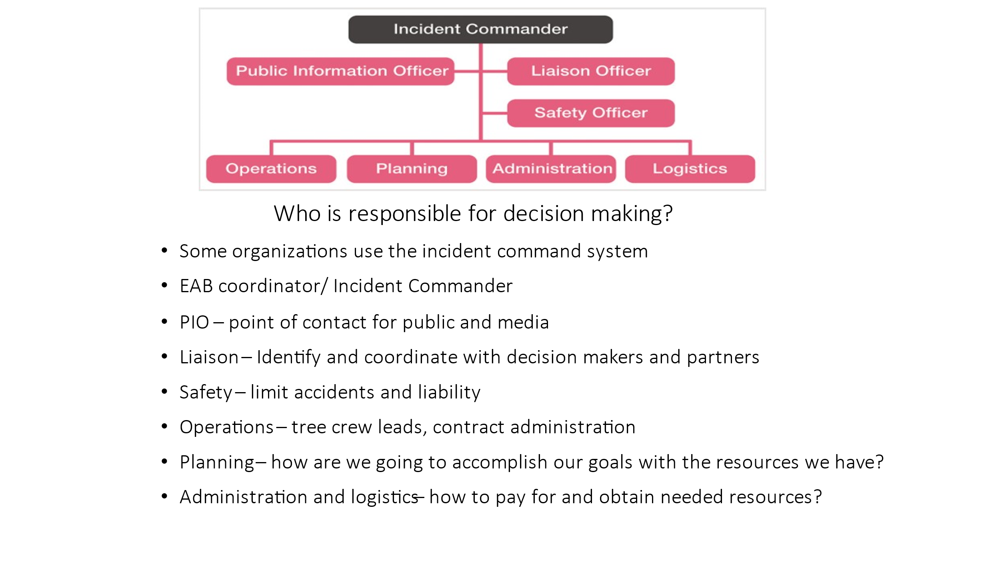 Incident Commander
Public Information Officer
Liaison Officer
Safety Officer
Operations
Planning
Administration
Logistics
Who is responsible for decision making?
• Some organizations use the incident command system
• EAB coordinator/ Incident Commander
• PIO – point of contact for public and media
• Liaison – Identify and coordinate with decision makers and partners
• Safety – limit accidents and liability
• Operations – tree crew leads, contract administration
• Planning – how are we going to accomplish our goals with the resources we have?
• Administration and logistics – how to pay for and obtain needed resources?